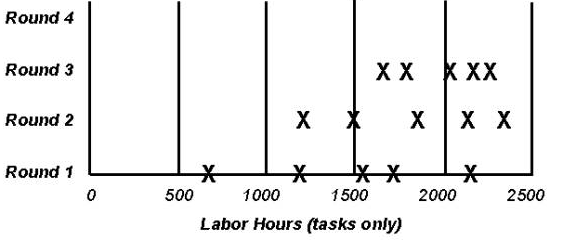 Round 4
Round 3 X X X X X
Round 2 X X X X X
Round 1 X X X X X
0 500 1000 1500 2000 2500
Labor Hours (tasks only)